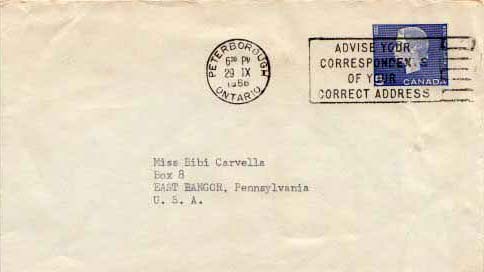 PETERBOROUGH
6 PM
29 IX
ONTARIO
ADVISE YOUR
CORRESPONDENTS
OF YOUR
CORRECT ADDRESS
CANADA
Miss Bibi Carvella
Box 8
EAST BANGOR, Pennsylvania
U. S. A.